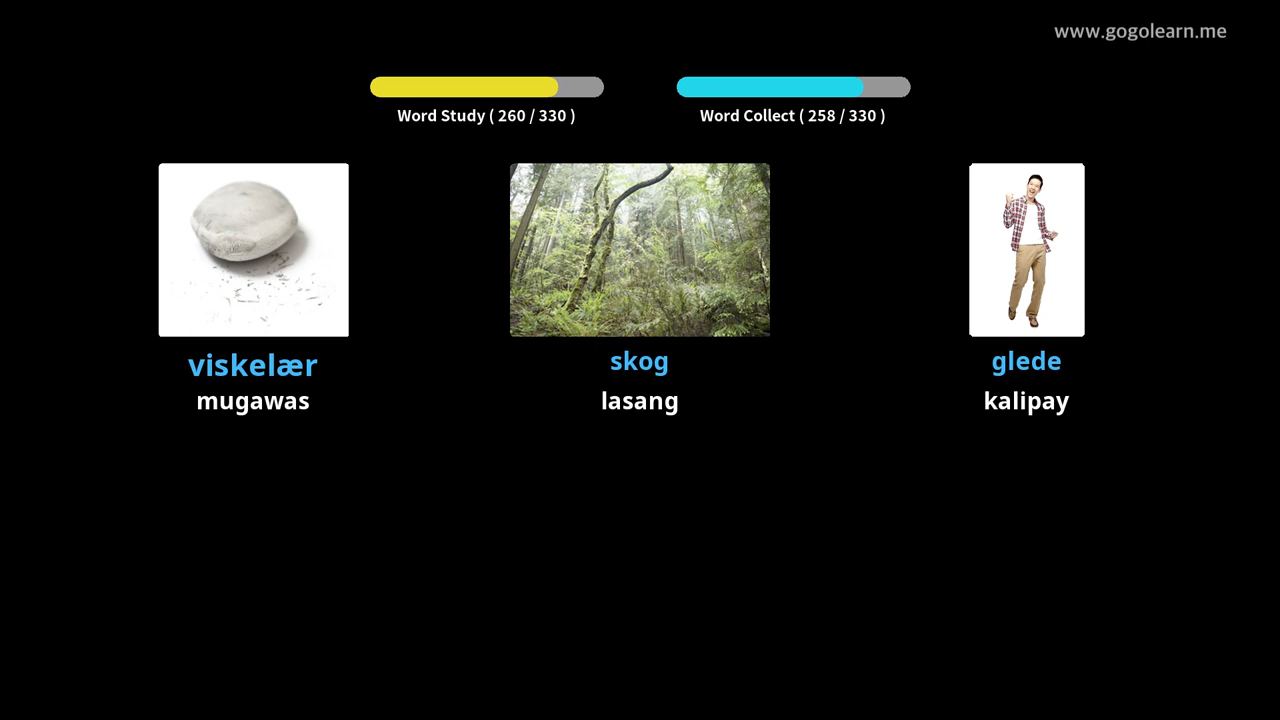 www.gogolearn.me
Word Study ( 260 / 330 )
Word Collect ( 258 / 330 )
viskelær
skog
glede
mugawas
lasang
kalipay